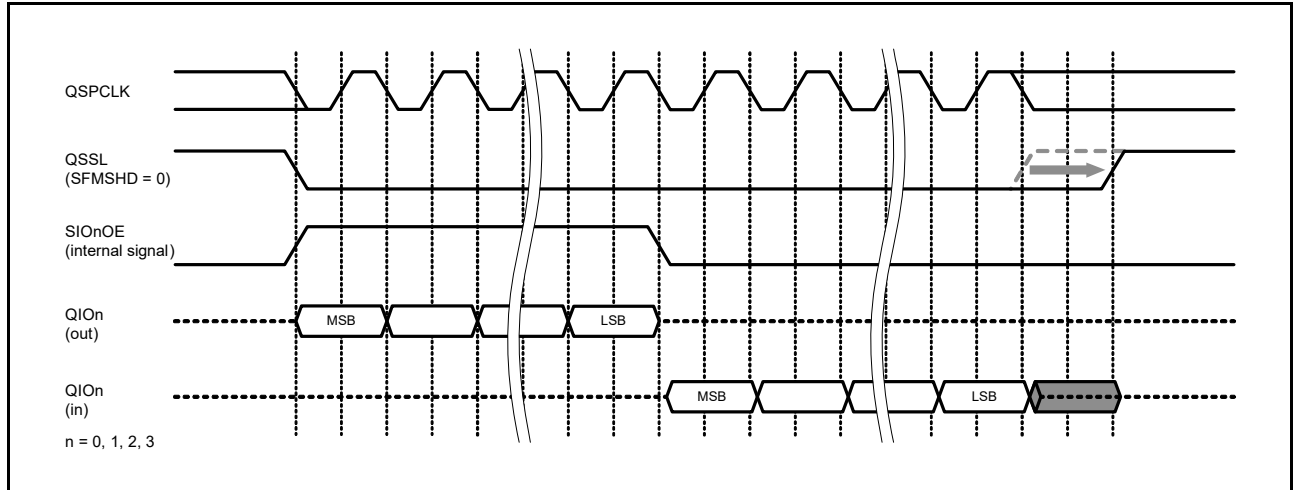 QSPCLK
QSSL
(SFMSHD = 0)
SIOnOE
(internal signal)
QIOn
(out)
MSB
LSB
QIOn
(in)
MSB
LSB
n = 0, 1, 2, 3